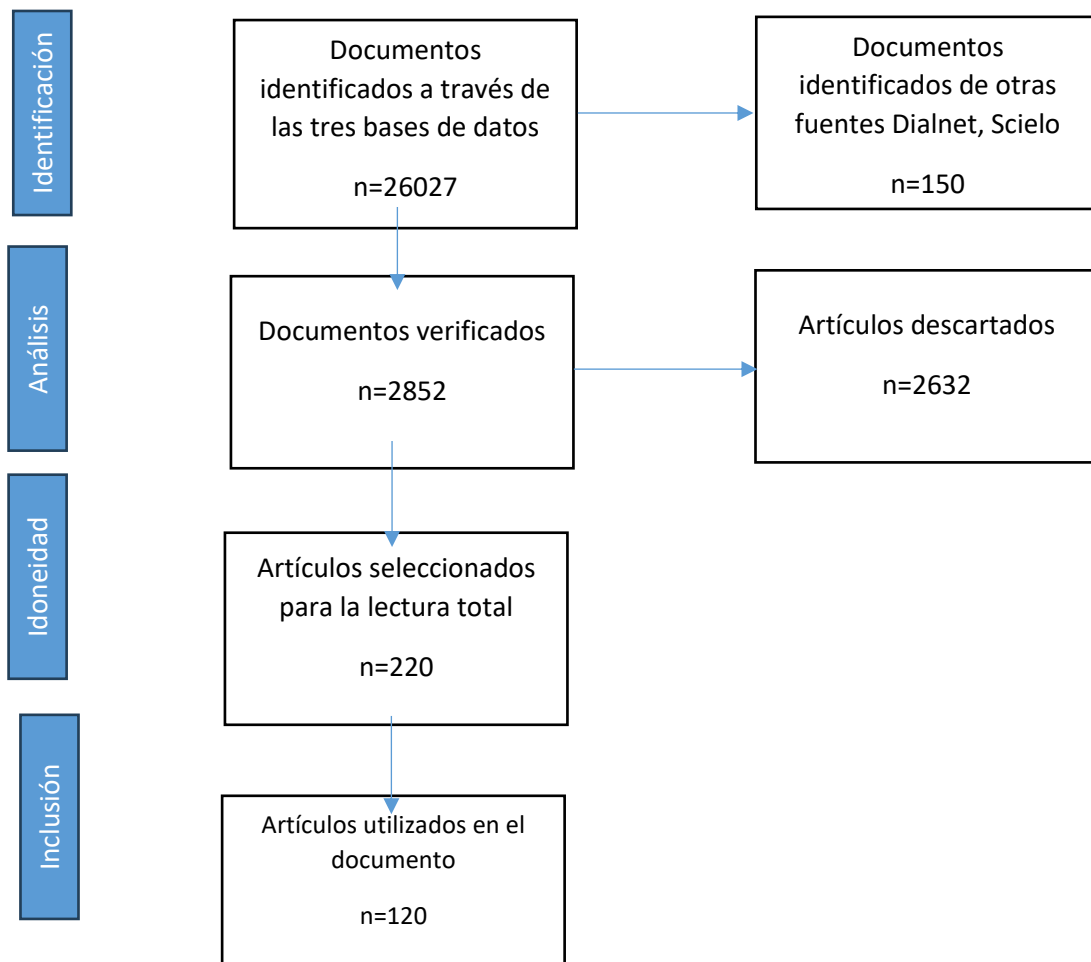 Identificación
Documentos
identificados a través de
las tres bases de datos
n=26027
Documentos
identificados de otras
fuentes Dialnet, Scielo
n=150
Análisis
Documentos verificados
n=2852
Artículos descartados
n=2632
Idoneidad
Artículos seleccionados
para la lectura total
n=220
Inclusión
Artículos utilizados en el
documento
n=120